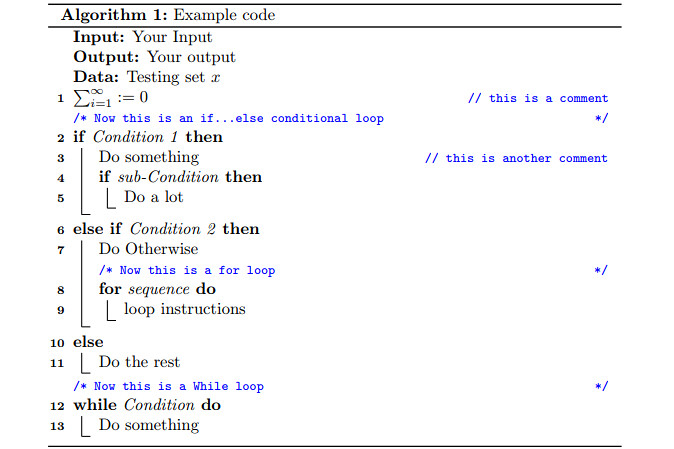 Algorithm 1: Example code
Input: Your Input
Output: Your output
Data: Testing set x
1 ∑_{i=1}^{∞} := 0 // this is a comment
/* Now this is an if...else conditional loop */
2 if Condition 1 then
3 Do something // this is another comment
4 if sub-Condition then
5 Do a lot
6 else if Condition 2 then
7 Do Otherwise
/* Now this is a for loop */
8 for sequence do
9 loop instructions
10 else
11 Do the rest
/* Now this is a While loop */
12 while Condition do
13 Do something